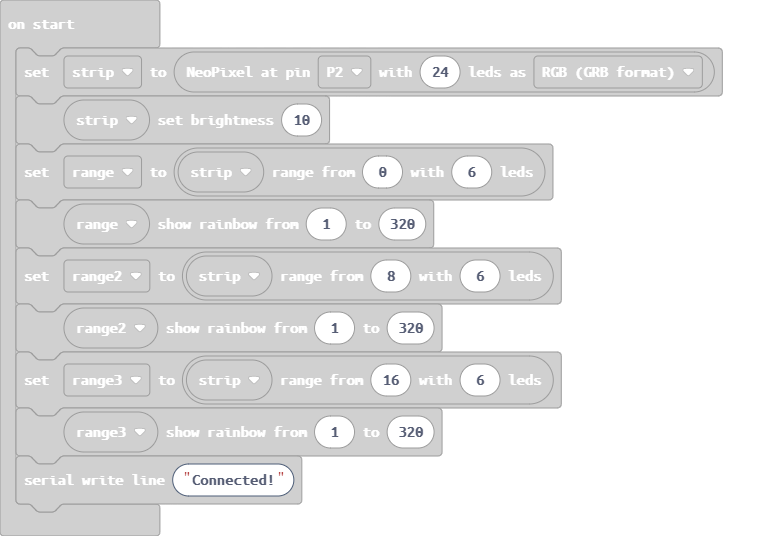 on start
set strip to NeoPixel at pin P2 with 24 leds as RGB (GRB format)
strip set brightness 10
set range to strip range from 0 with 6 leds
range show rainbow from 1 to 320
set range2 to strip range from 8 with 6 leds
range2 show rainbow from 1 to 320
set range3 to strip range from 16 with 6 leds
range3 show rainbow from 1 to 320
serial write line "Connected!"